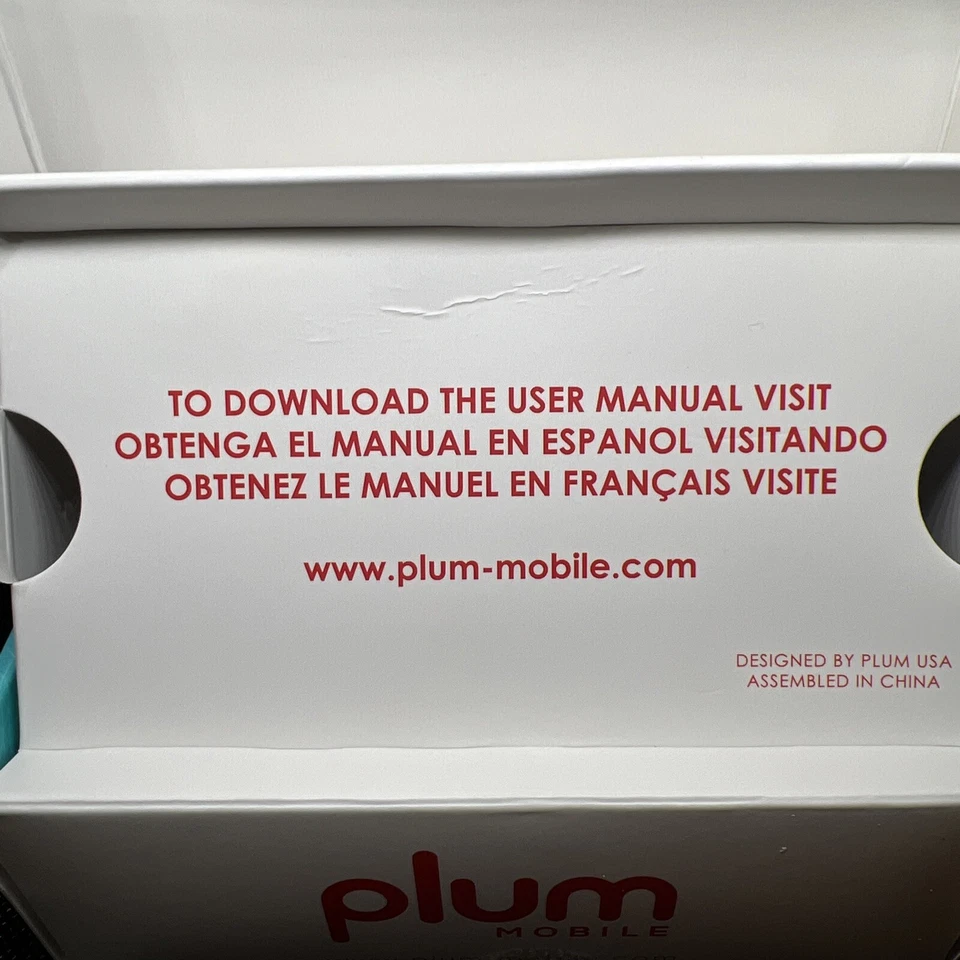 TO DOWNLOAD THE USER MANUAL VISIT
OBTENGA EL MANUAL EN ESPANOL VISITANDO
OBTENEZ LE MANUEL EN FRANÇAIS VISITE
www.plum-mobile.com
DESIGNED BY PLUM USA
ASSEMBLED IN CHINA
plum
MOBILE